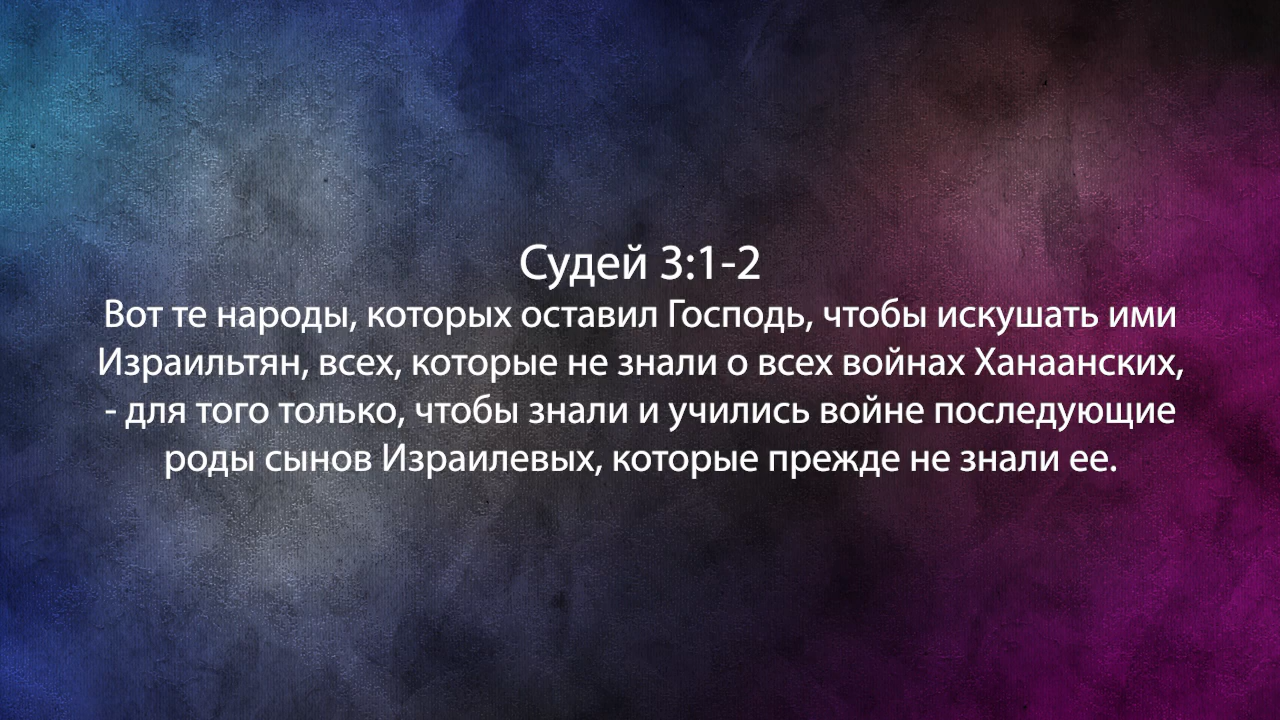 Судей 3:1-2
Вот те народы, которых оставил Господь, чтобы искушать ими
Израильтян, всех, которые не знали о всех войнах Ханаанских,
- для того только, чтобы знали и учились войне последующие
роды сынов Израилевых, которые прежде не знали ее.